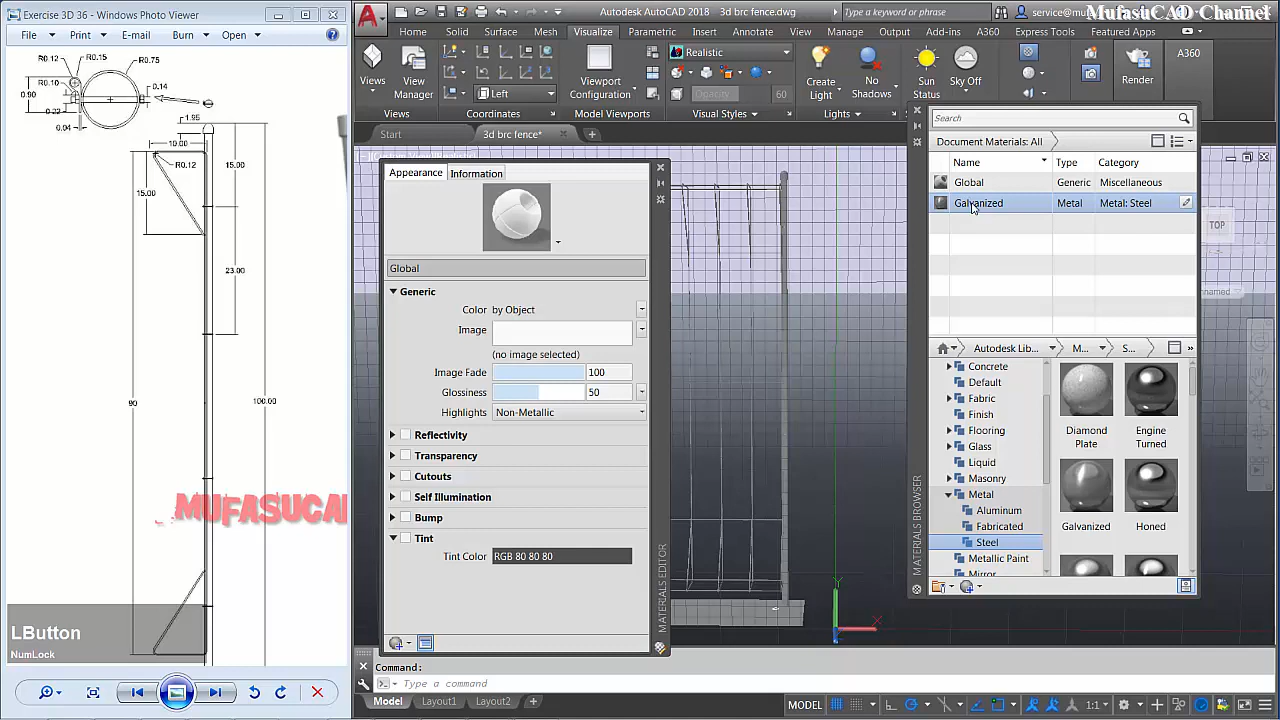 Exercise 3D 36 - Windows Photo Viewer
File Print E-mail Burn Open
R0.12 R0.15 R0.75
R0.10 0.14
0.90
0.22
0.04
1.95
10.00
R0.12 15.00
15.00
23.00
90 100.00
MUFASUCA
LButton
NumLock
Autodesk AutoCAD 2018 3d brc fence.dwg
Type a keyword or phrase
service@m
MufasuCAD Channel
Home Solid Surface Mesh Visualize Parametric Insert Annotate View Manage Output Add-ins A360 Express Tools Featured Apps
Views
View Manager
Left
Viewport Configuration
Realistic
Opacity 60
Create Light
No Shadows
Sun Status
Sky Off
Render
A360
Views Coordinates Model Viewports Visual Styles Lights
Start 3d brc fence*
Appearance Information
Global
Generic
Color by Object
Image
(no image selected)
Image Fade 100
Glossiness 50
Highlights Non-Metallic
Reflectivity
Transparency
Cutouts
Self Illumination
Bump
Tint
Tint Color RGB 80 80 80
MATERIALS EDITOR
Search
Document Materials: All
Name Type Category
Global Generic Miscellaneous
Galvanized Metal Metal: Steel
Autodesk Lib... M... S...
Concrete
Default
Fabric
Finish
Flooring
Glass
Liquid
Masonry
Metal
Aluminum
Fabricated
Steel
Metallic Paint
Mirror
Diamond Plate
Engine Turned
Galvanized
Honed
MATERIALS BROWSER
TOP
Y
X
Command:
Type a command
Model Layout1 Layout2
MODEL 1:1